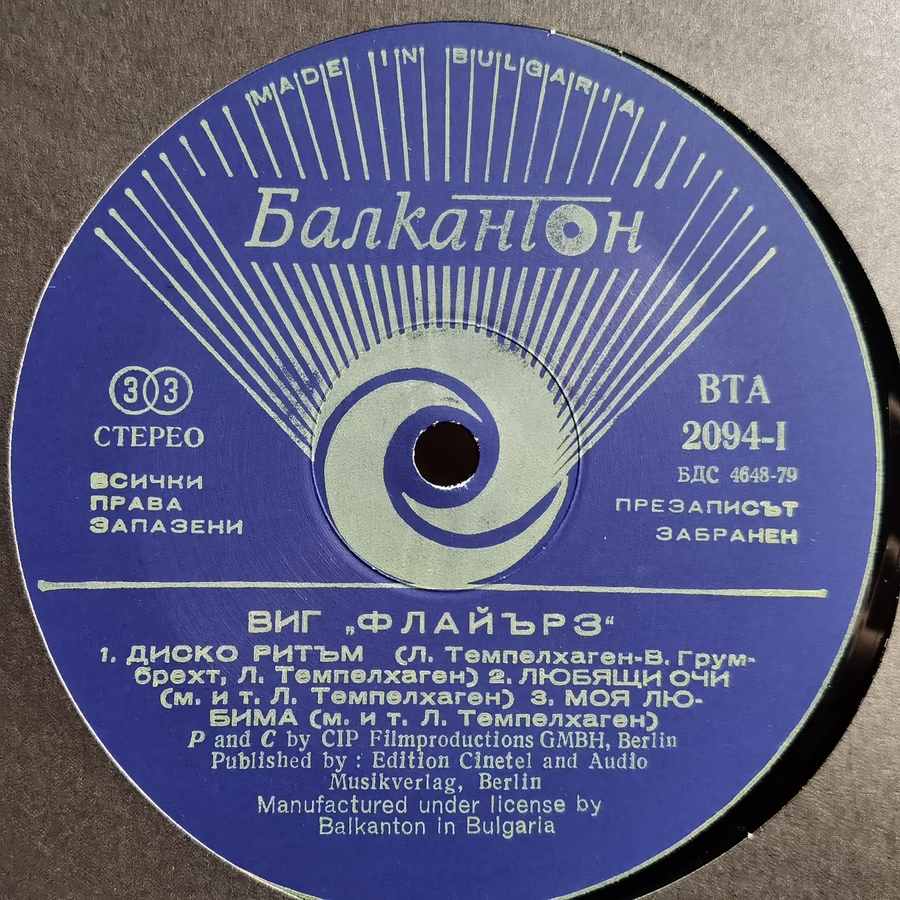 MADE IN BULGARIA
Балкантон
33
СТЕРЕО
ВСИЧКИ
ПРАВА
ЗАПАЗЕНИ
ВТА
2094-I
БДС 4648-79
ПРЕЗАПИСЪТ
ЗАБРАНЕН
ВИГ „ФЛАЙЪРЗ“
1. ДИСКО РИТЪМ (Л. Темпелхаген-В. Грум-
брехт, Л. Темпелхаген) 2. ЛЮБЯЩИ ОЧИ
(м. и т. Л. Темпелхаген) 3. МОЯ ЛЮ-
БИМА (м. и т. Л. Темпелхаген)
P and C by CIP Filmproductions GMBH, Berlin
Published by : Edition Cinetel and Audio
Musikverlag, Berlin
Manufactured under license by
Balkanton in Bulgaria